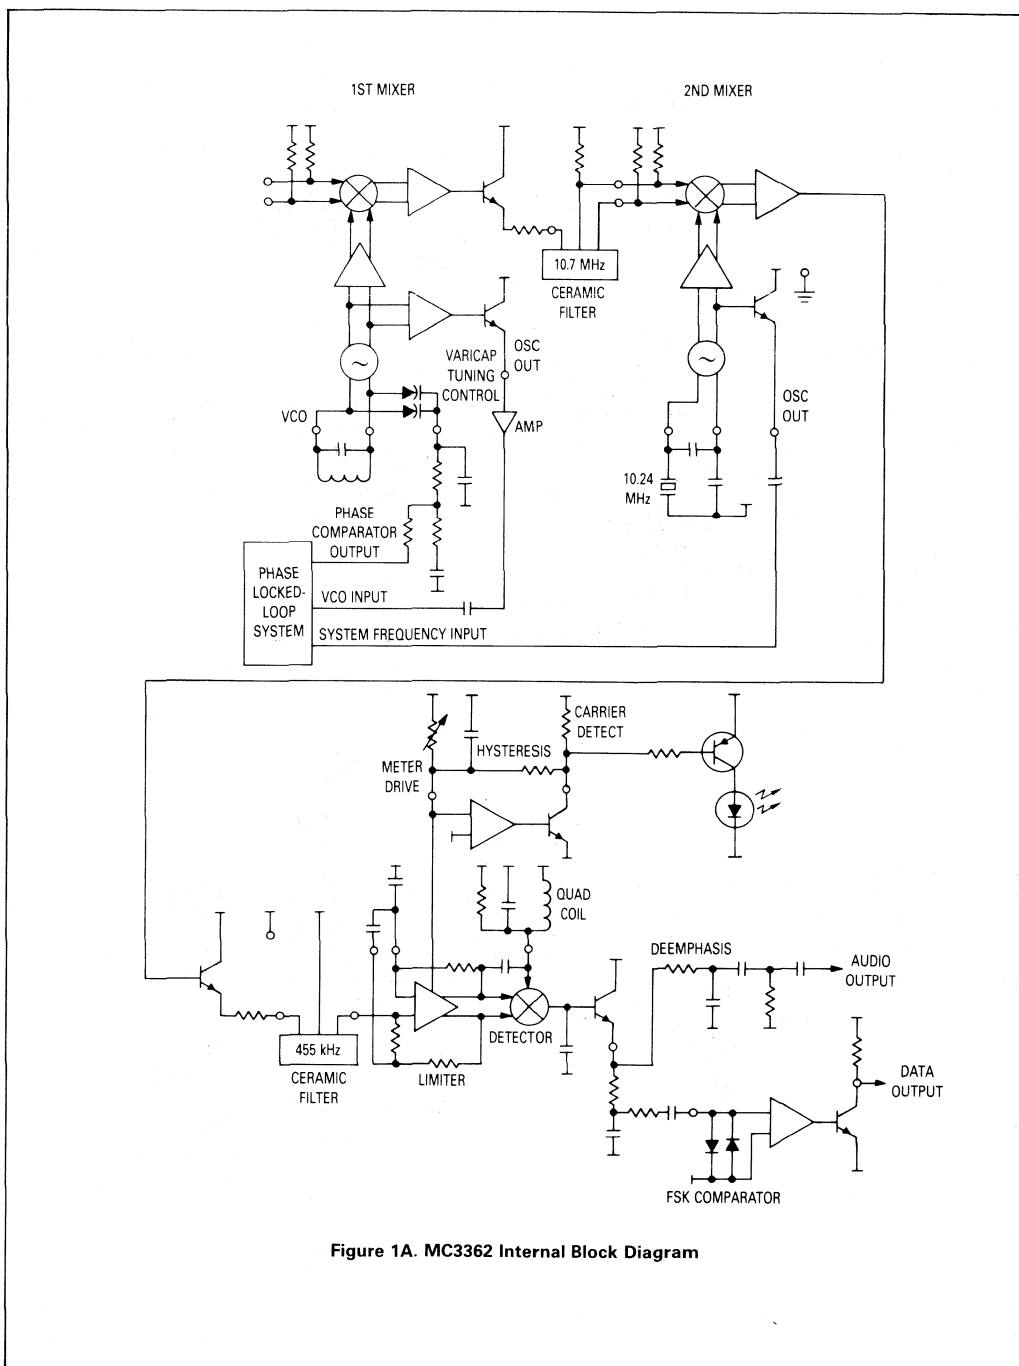 1ST MIXER
2ND MIXER
10.7 MHz
CERAMIC
FILTER
VARICAP
TUNING
CONTROL
OSC
OUT
AMP
VCO
OSC
OUT
10.24
MHz
PHASE
COMPARATOR
OUTPUT
PHASE
LOCKED-
LOOP
SYSTEM
VCO INPUT
SYSTEM FREQUENCY INPUT
CARRIER
DETECT
HYSTERESIS
METER
DRIVE
QUAD
COIL
DEEMPHASIS
AUDIO
OUTPUT
DETECTOR
455 kHz
CERAMIC
FILTER
LIMITER
DATA
OUTPUT
FSK COMPARATOR
Figure 1A. MC3362 Internal Block Diagram